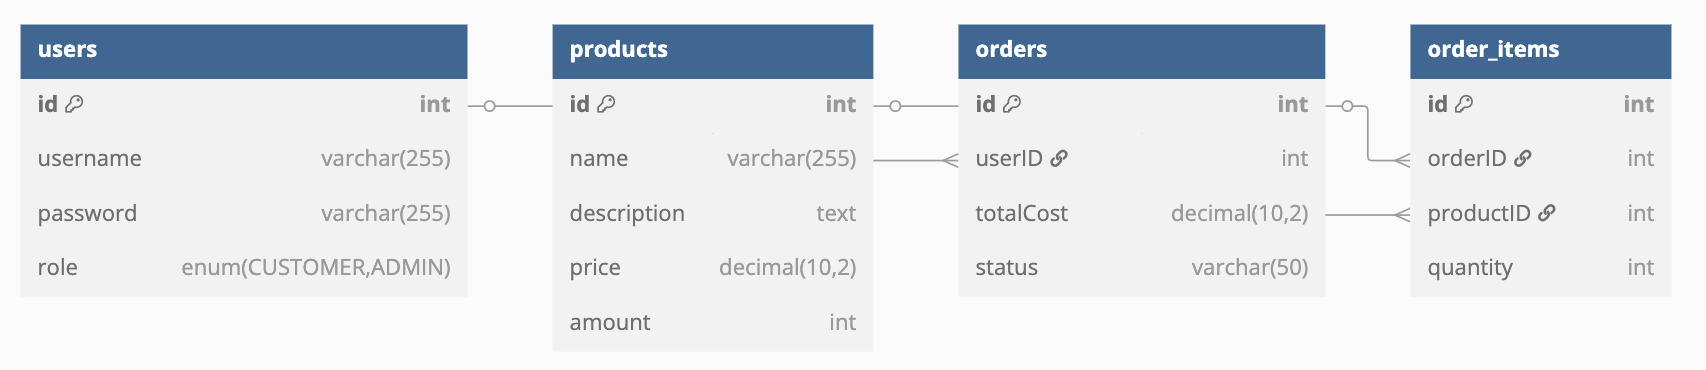 users
id int
username varchar(255)
password varchar(255)
role enum(CUSTOMER,ADMIN)
products
id int
name varchar(255)
description text
price decimal(10,2)
amount int
orders
id int
userID int
totalCost decimal(10,2)
status varchar(50)
order_items
id int
orderID int
productID int
quantity int